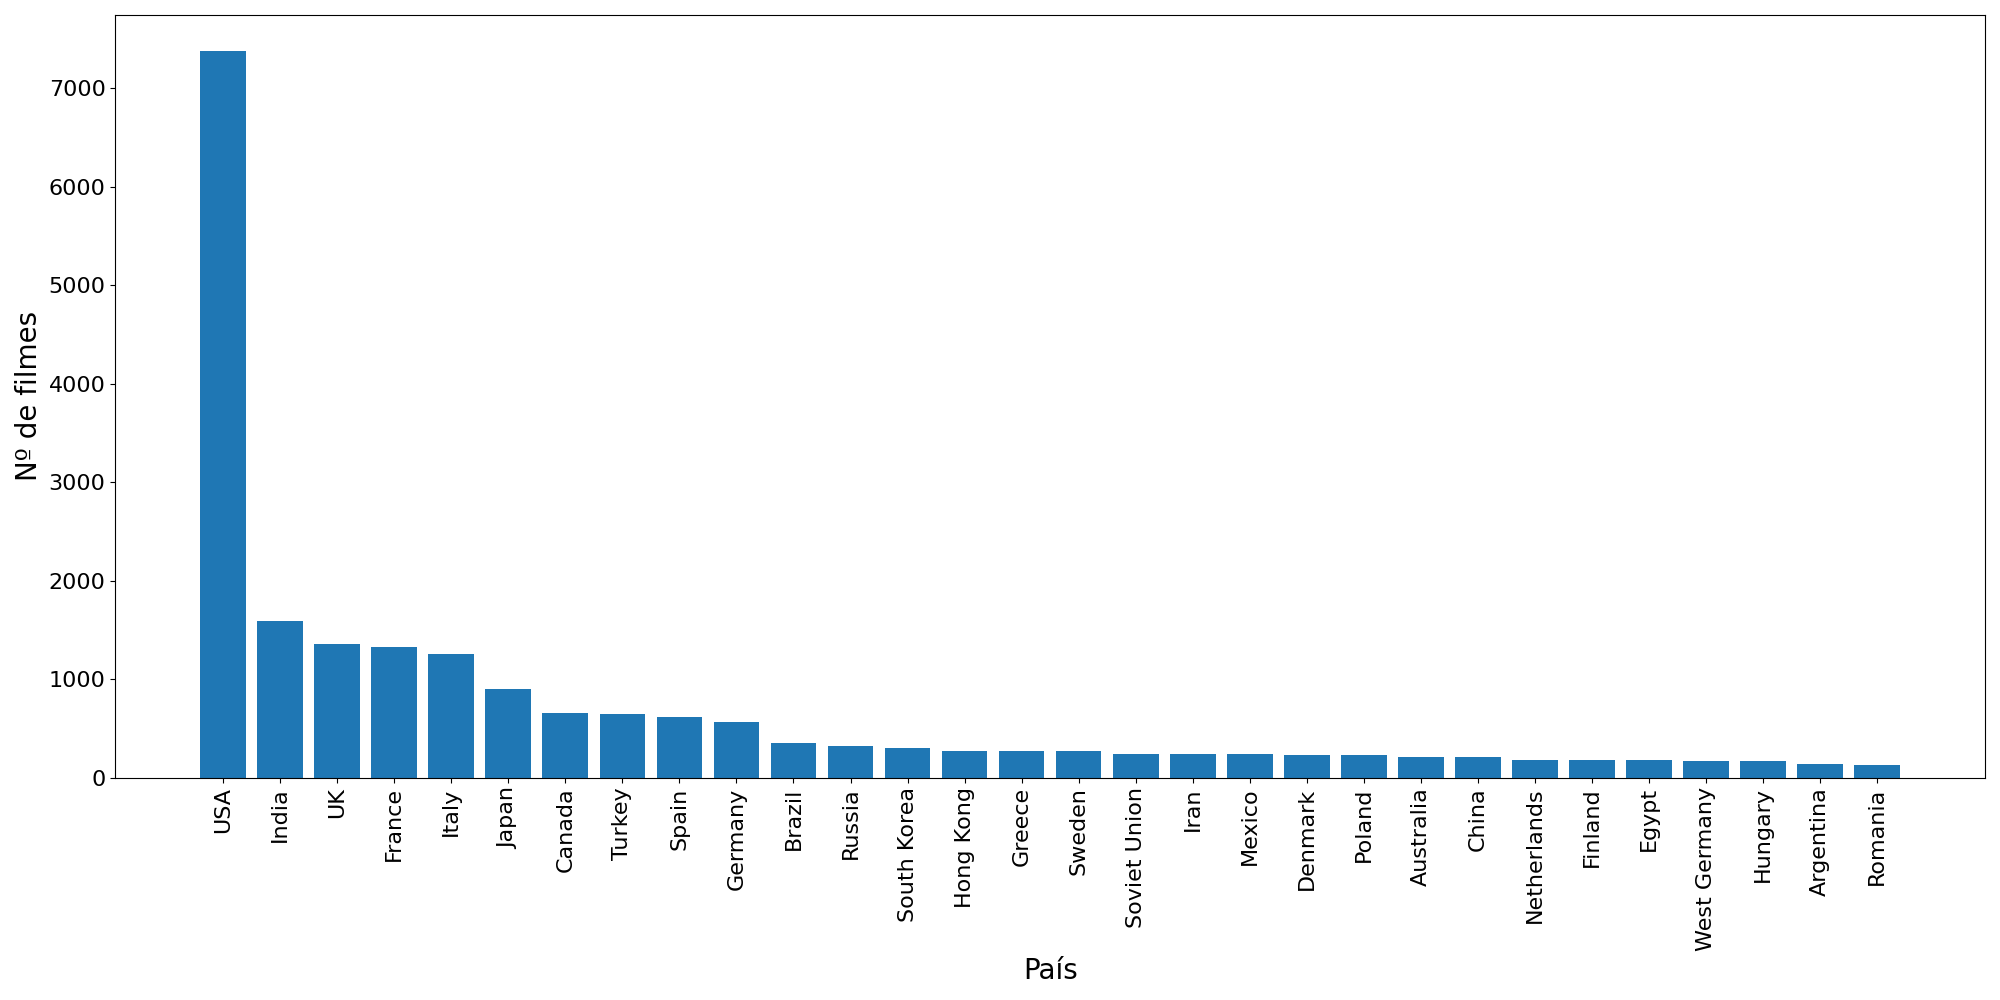 Nº de filmes
7000
6000
5000
4000
3000
2000
1000
0
USA
India
UK
France
Italy
Japan
Canada
Turkey
Spain
Germany
Brazil
Russia
South Korea
Hong Kong
Greece
Sweden
Soviet Union
Iran
Mexico
Denmark
Poland
Australia
China
Netherlands
Finland
Egypt
West Germany
Hungary
Argentina
Romania
País